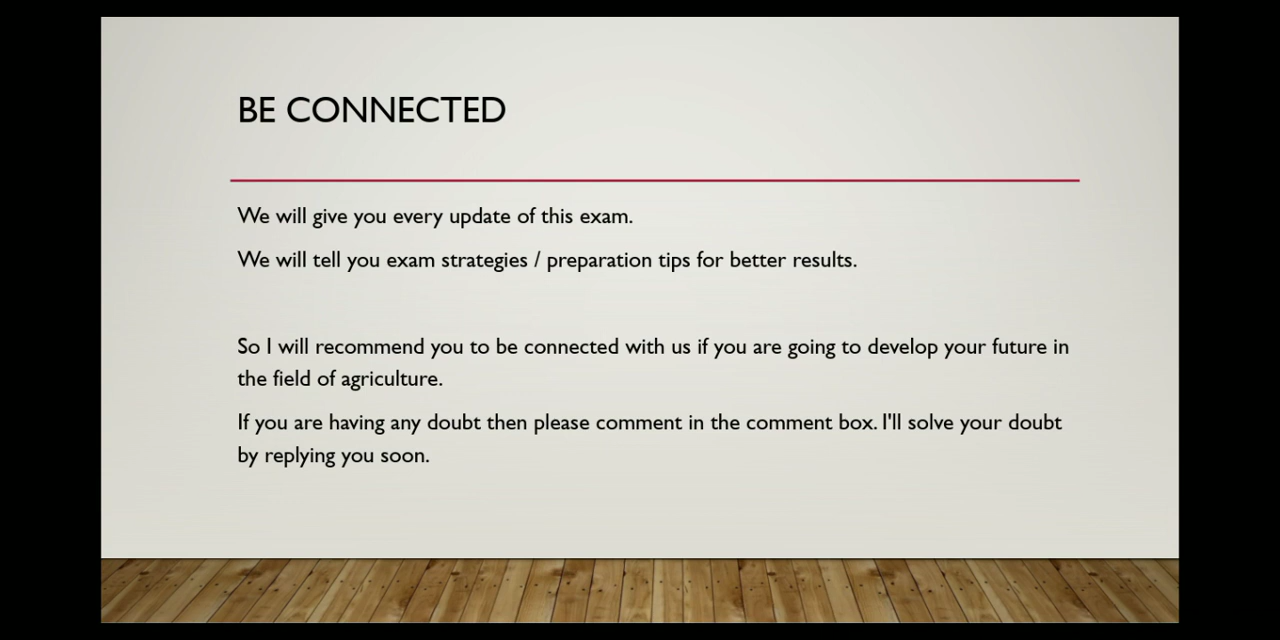 BE CONNECTED
We will give you every update of this exam.
We will tell you exam strategies / preparation tips for better results.
So I will recommend you to be connected with us if you are going to develop your future in
the field of agriculture.
If you are having any doubt then please comment in the comment box. I'll solve your doubt
by replying you soon.